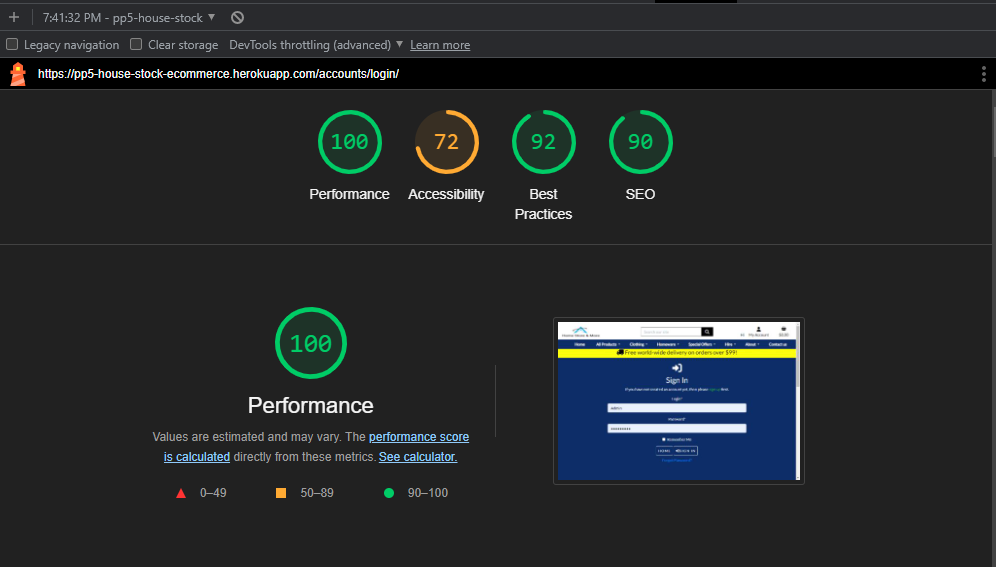 7:41:32 PM - pp5-house-stock
Legacy navigation Clear storage DevTools throttling (advanced) Learn more
https://pp5-house-stock-ecommerce.herokuapp.com/accounts/login/
100 72 92 90
Performance Accessibility Best Practices SEO
100
Performance
Values are estimated and may vary. The performance score
is calculated directly from these metrics. See calculator.
0–49 50–89 90–100
Home All Products Clothing Homeware Special Offers Hire About Contact us
Free world-wide delivery on orders over $99!
Sign In